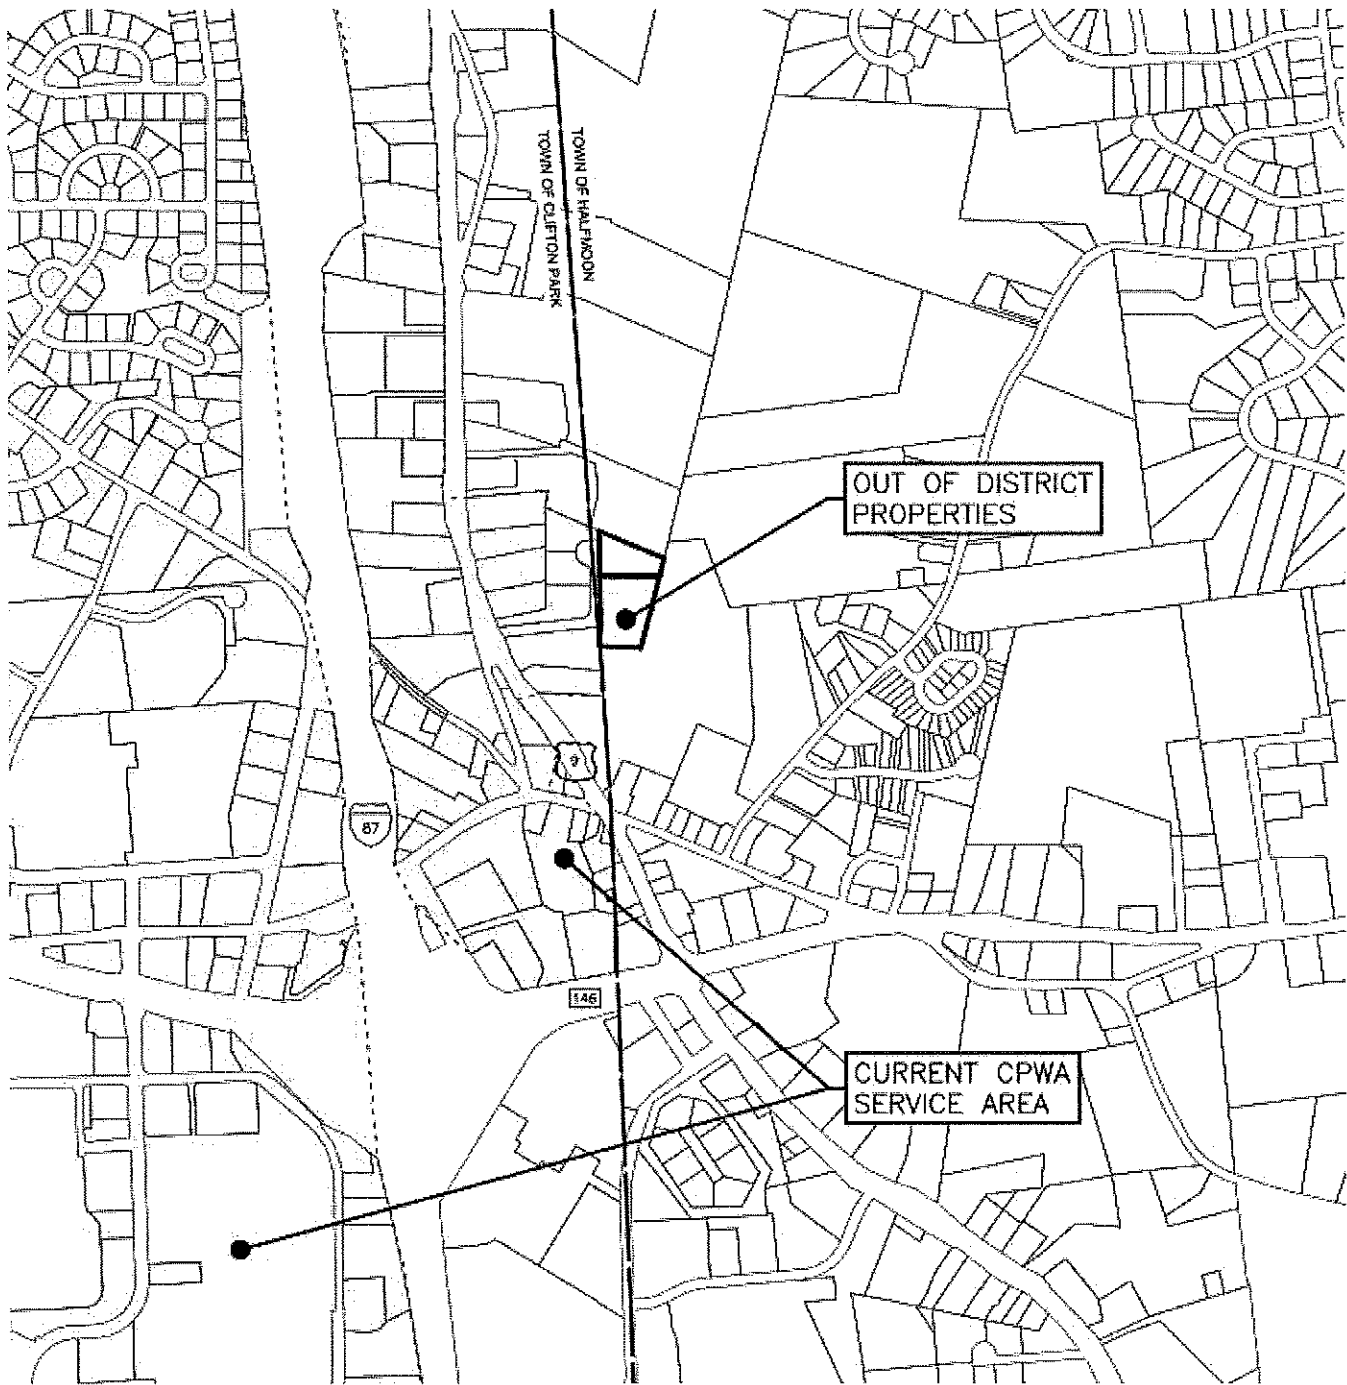 TOWN OF HALFMOON
TOWN OF CLIFTON PARK
OUT OF DISTRICT
PROPERTIES
9
87
146
CURRENT CPWA
SERVICE AREA